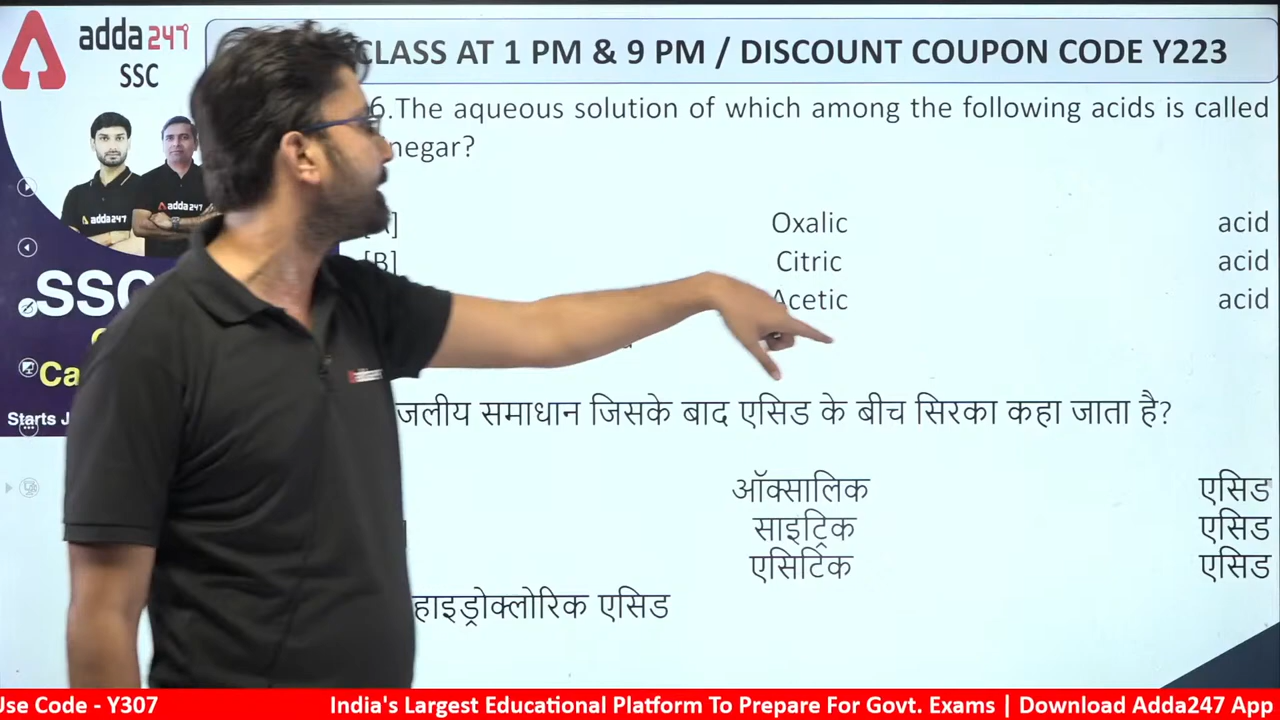 adda247
SSC
CLASS AT 1 PM & 9 PM / DISCOUNT COUPON CODE Y223
6.The aqueous solution of which among the following acids is called
negar?
Oxalic acid
[B] Citric acid
Acetic acid
adda247
adda247
SSC
Ca
Starts J
जलीय समाधान जिसके बाद एसिड के बीच सिरका कहा जाता है?
ऑक्सालिक एसिड
साइट्रिक एसिड
एसिटिक एसिड
हाइड्रोक्लोरिक एसिड
Use Code - Y307 India's Largest Educational Platform To Prepare For Govt. Exams | Download Adda247 App